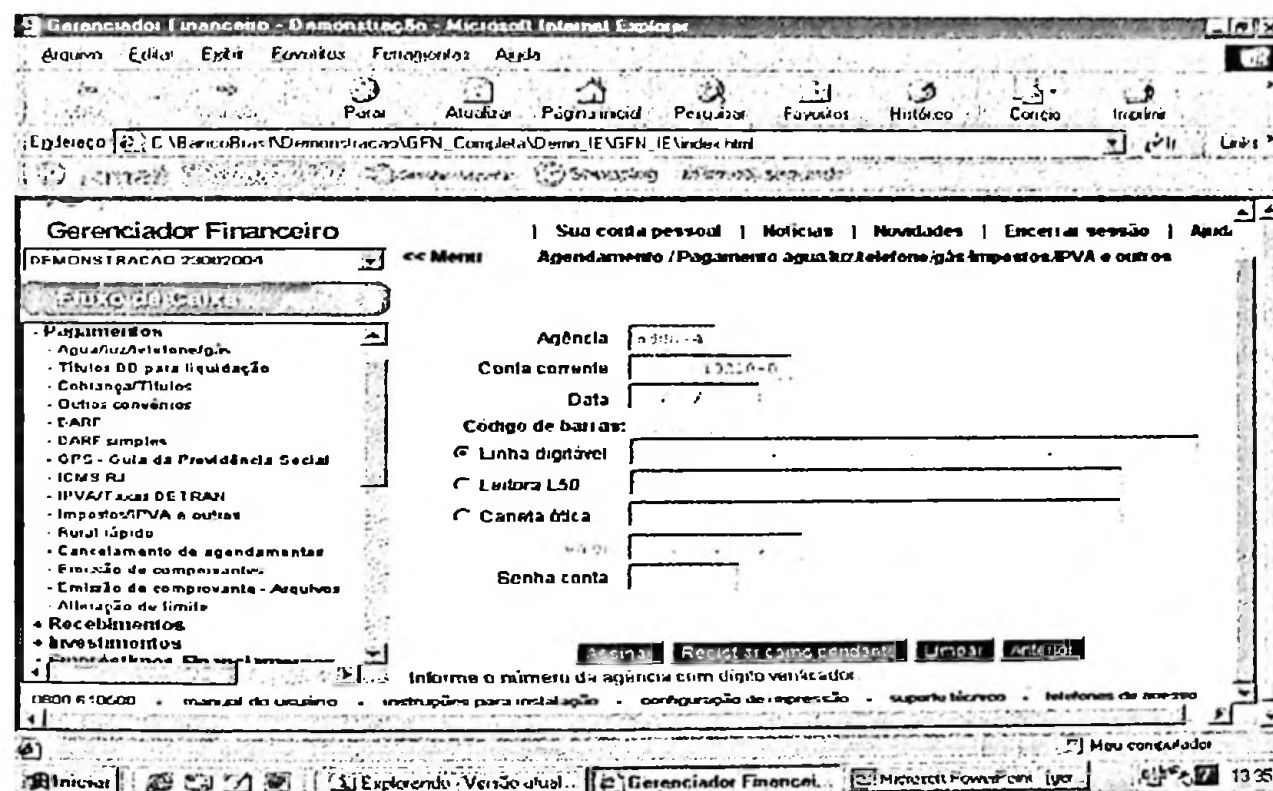 Gerenciador Financeiro - Demonstração - Microsoft Internet Explorer
Arquivo Editar Exibir Favoritos Ferramentas Ajuda
Parar Atualizar Página inicial Pesquisar Favoritos Histórico Correio Imprimir
Endereço C:\BancoBrasil\Demonstracao\GFN_Completa\Demo_IE\GFN_IE\index.html Ir Links »
Shopping
Gerenciador Financeiro
| Sua conta pessoal | Notícias | Novidades | Encerrar sessão | Ajuda
DEMONSTRACAO 23002004
<< Menu
Agendamento / Pagamento agua/luz/telefone/gás/Impostos/IPVA e outros
Fluxo de Caixa
- Pagamentos
- Agua/luz/telefone/gás
- Títulos BB para liquidação
- Cobrança/Títulos
- Outros convênios
- DARF
- DARF simples
- GPS - Guia da Previdência Social
- ICMS RJ
- IPVA/Taxas DETRAN
- Impostos/IPVA e outros
- Rural rápido
- Cancelamento de agendamentos
- Emissão de comprovantes
- Emissão de comprovante - Arquivos
- Alteração de limite
+ Recebimentos
+ Investimentos
Agência
Conta corrente
Data / /
Código de barras:
Linha digitável
Leitora L50
Caneta ótica
Senha conta
Assinar Registrar como pendente Limpar Anterior
Informe o número da agência com dígito verificador.
manual do usuário - instruções para instalação - configuração de impressão - suporte técnico - telefones de acesso
Meu computador
Iniciar Explorando - Versão atual... Gerenciador Financei... Microsoft PowerPoint 13:35